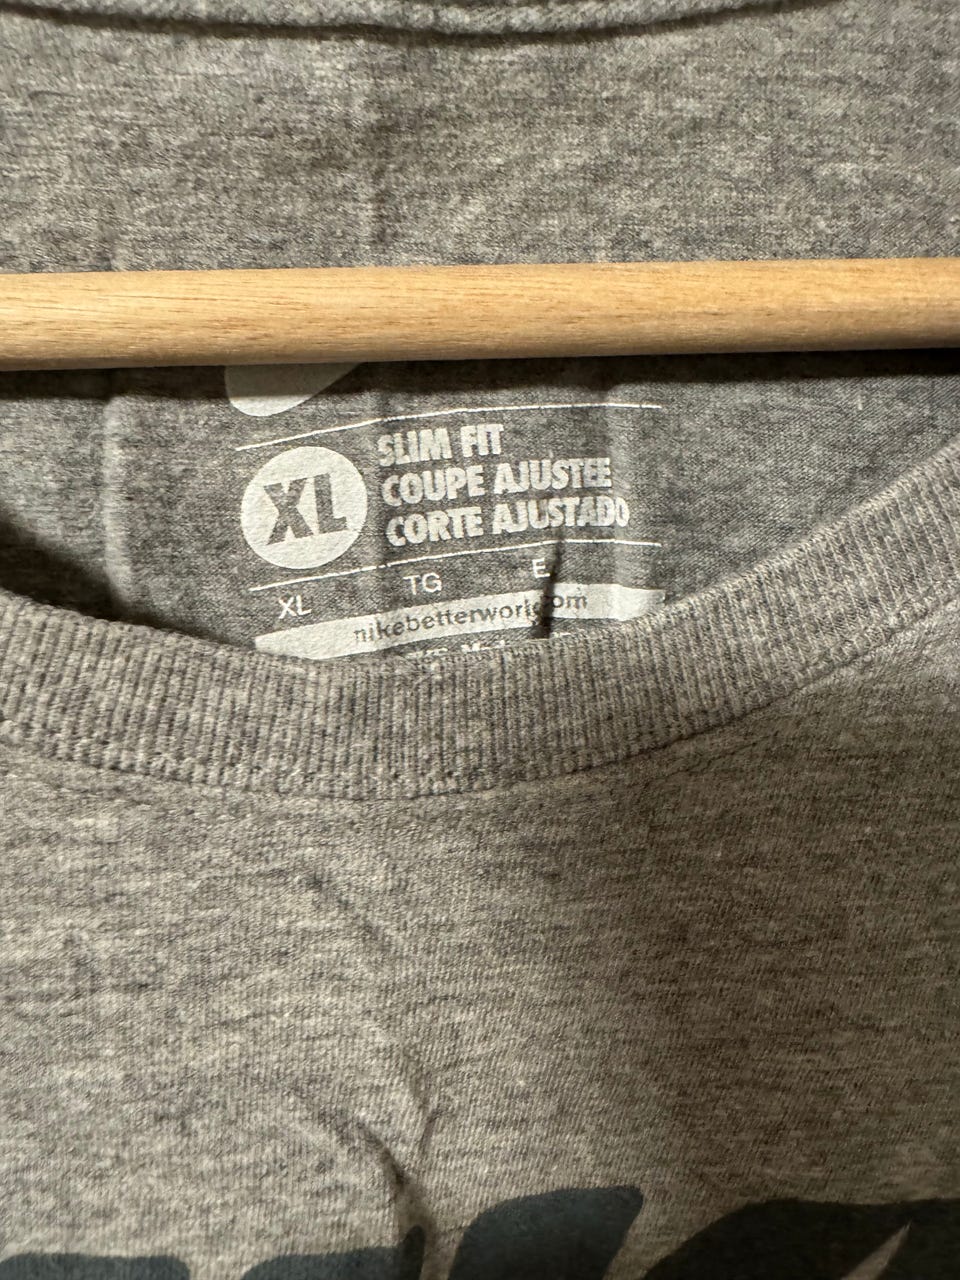 XL
SLIM FIT
COUPE AJUSTEE
CORTE AJUSTADO
XL TG E
nikebetterworld.com